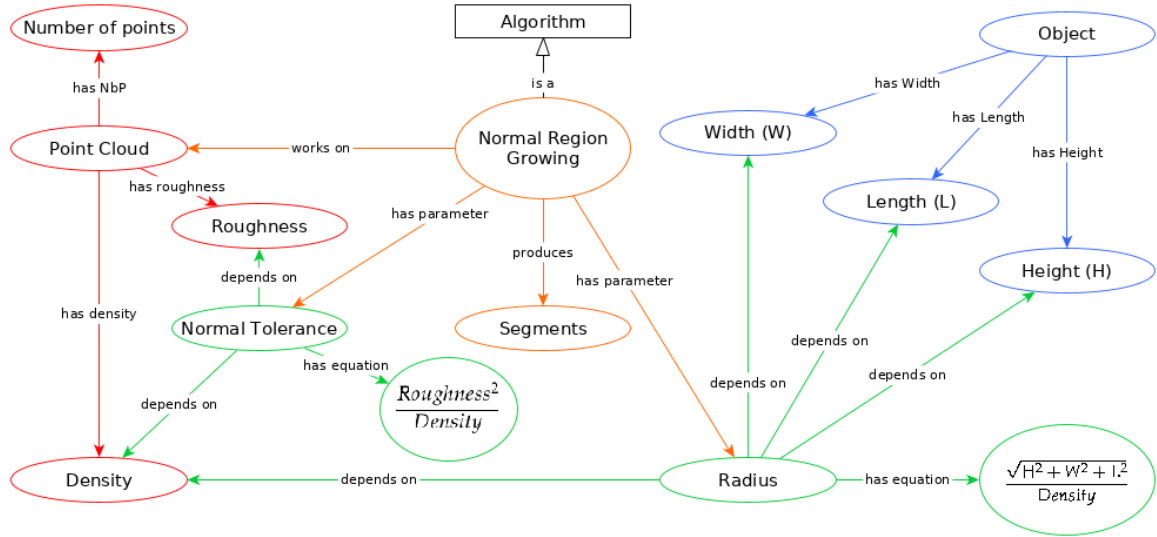 Number of points
Algorithm
Object
has NbP
is a
has Width
has Length
has Height
Point Cloud
works on
Normal Region
Growing
Width (W)
has roughness
Roughness
has parameter
Length (L)
produces
has parameter
depends on
Height (H)
has density
Normal Tolerance
Segments
has equation
depends on
depends on
depends on
depends on
Roughness²
Density
Density
depends on
Radius
has equation
√H² + W² + L²
Density